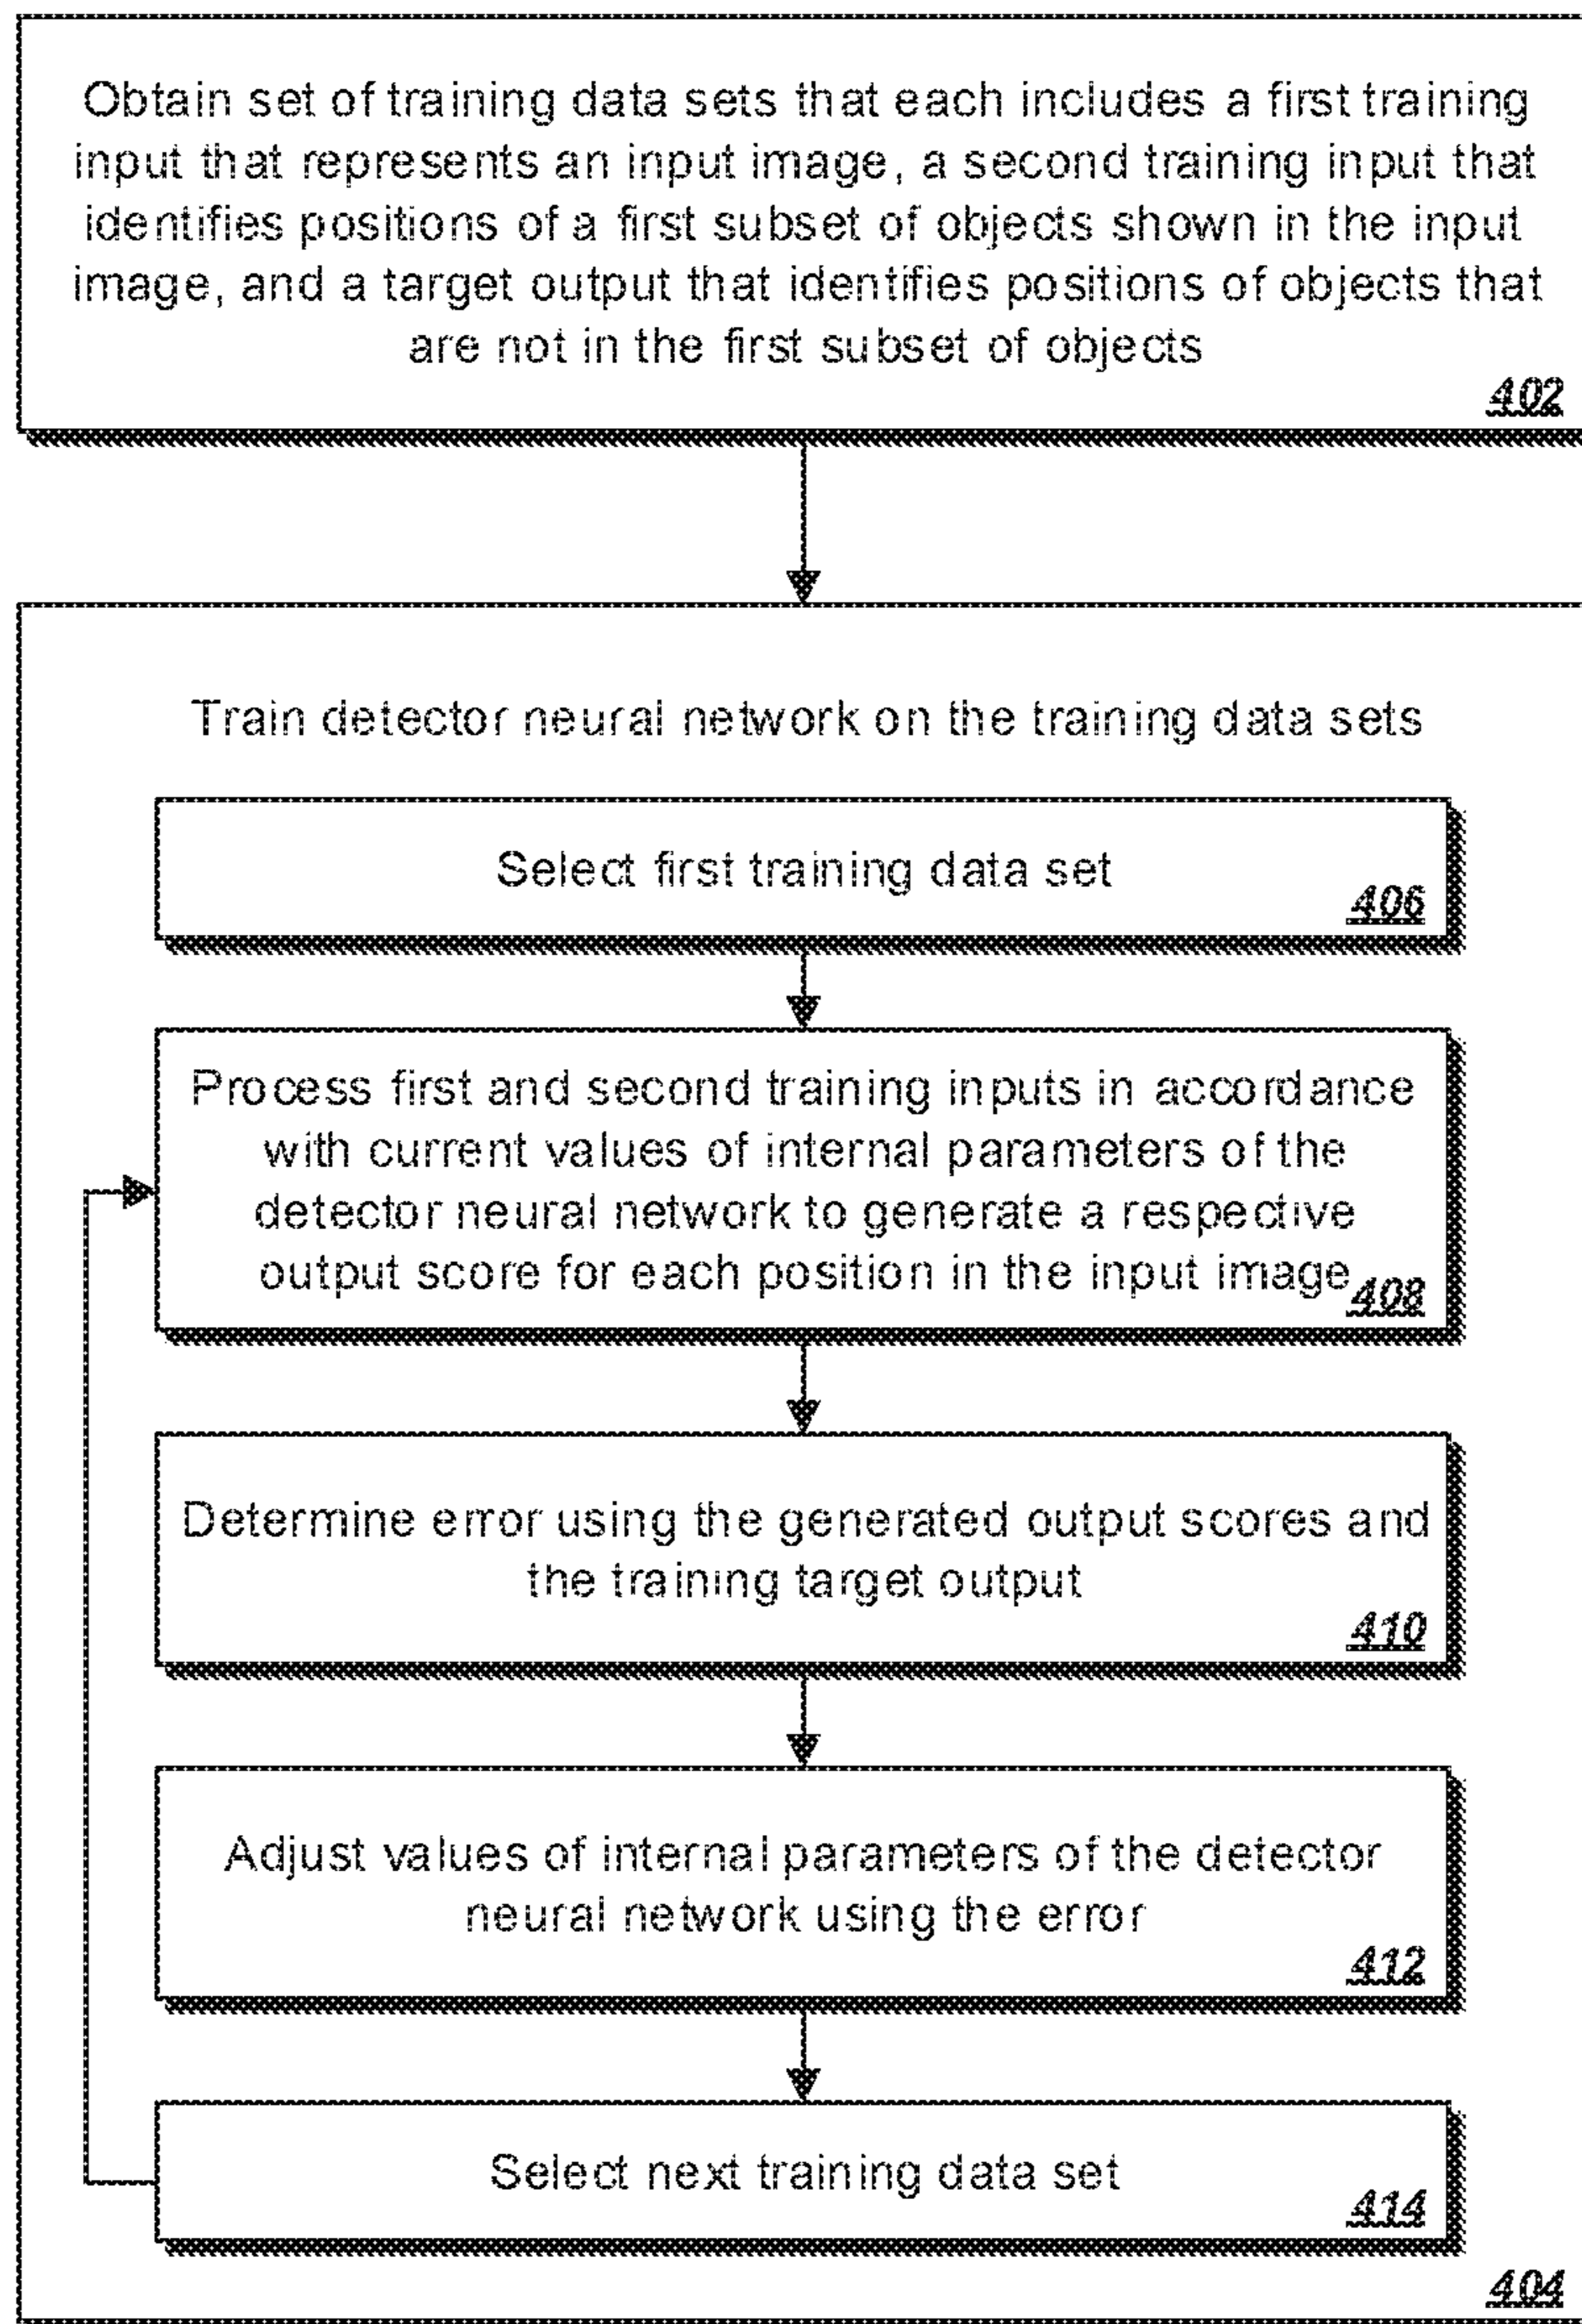 Obtain set of training data sets that each includes a first training
input that represents an input image, a second training input that
identifies positions of a first subset of objects shown in the input
image, and a target output that identifies positions of objects that
are not in the first subset of objects
402
Train detector neural network on the training data sets
Select first training data set
406
Process first and second training inputs in accordance
with current values of internal parameters of the
detector neural network to generate a respective
output score for each position in the input image
408
Determine error using the generated output scores and
the training target output
410
Adjust values of internal parameters of the detector
neural network using the error
412
Select next training data set
414
404